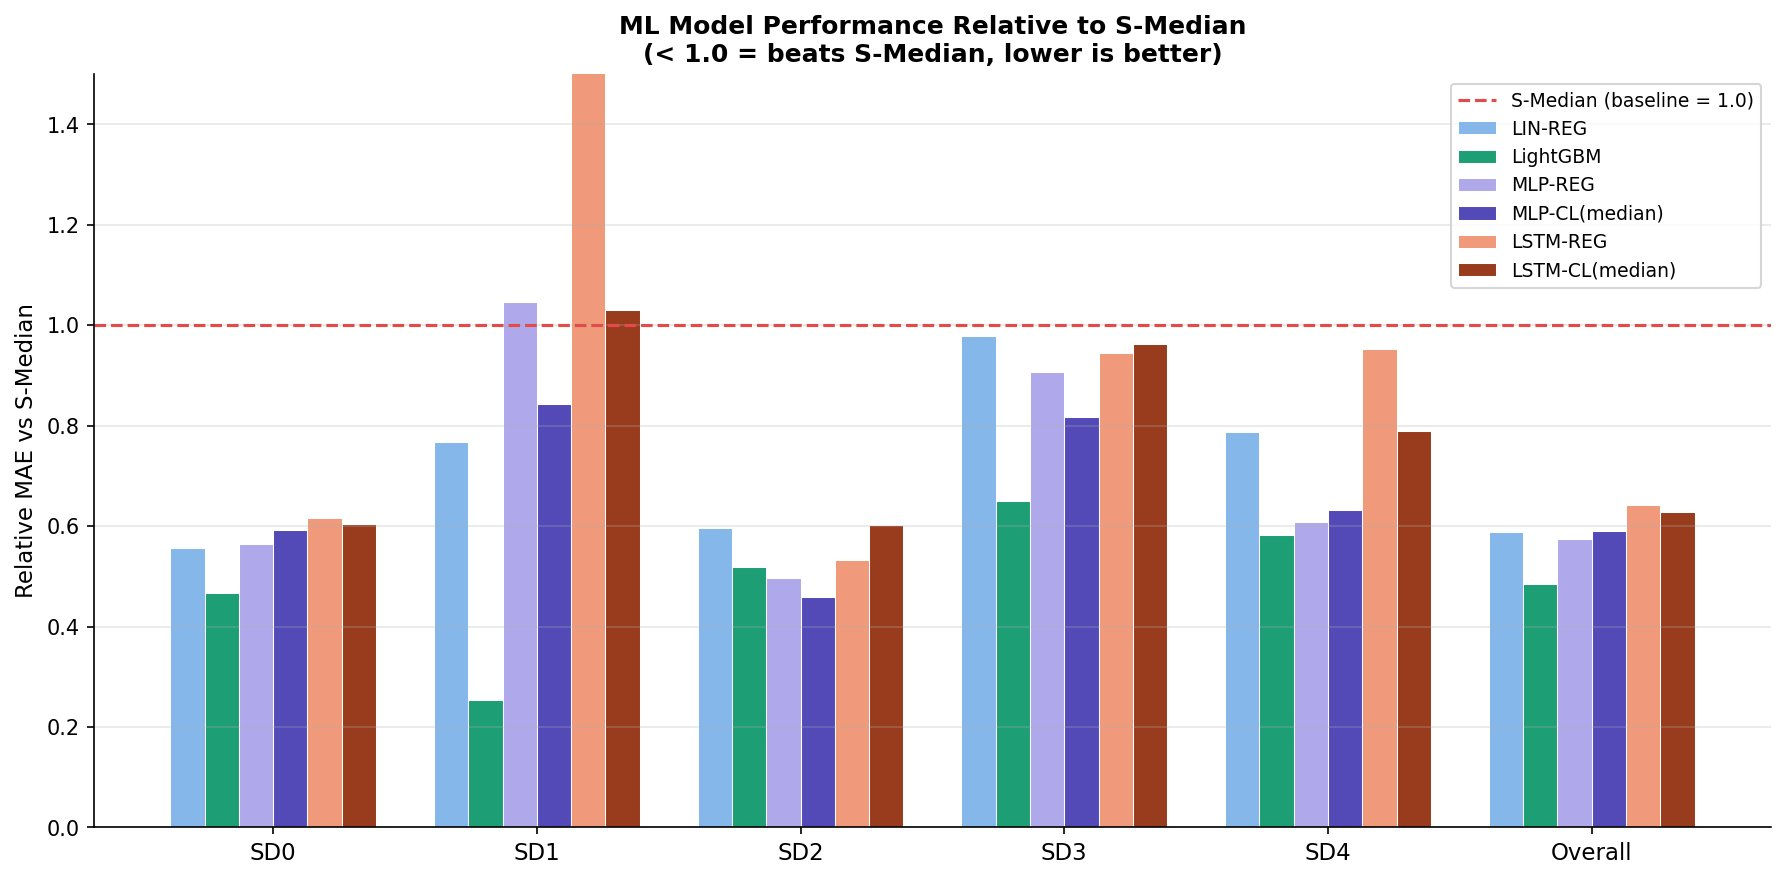 ML Model Performance Relative to S-Median
(< 1.0 = beats S-Median, lower is better)
Relative MAE vs S-Median
1.4
1.2
1.0
0.8
0.6
0.4
0.2
0.0
S-Median (baseline = 1.0)
LIN-REG
LightGBM
MLP-REG
MLP-CL(median)
LSTM-REG
LSTM-CL(median)
SD0
SD1
SD2
SD3
SD4
Overall